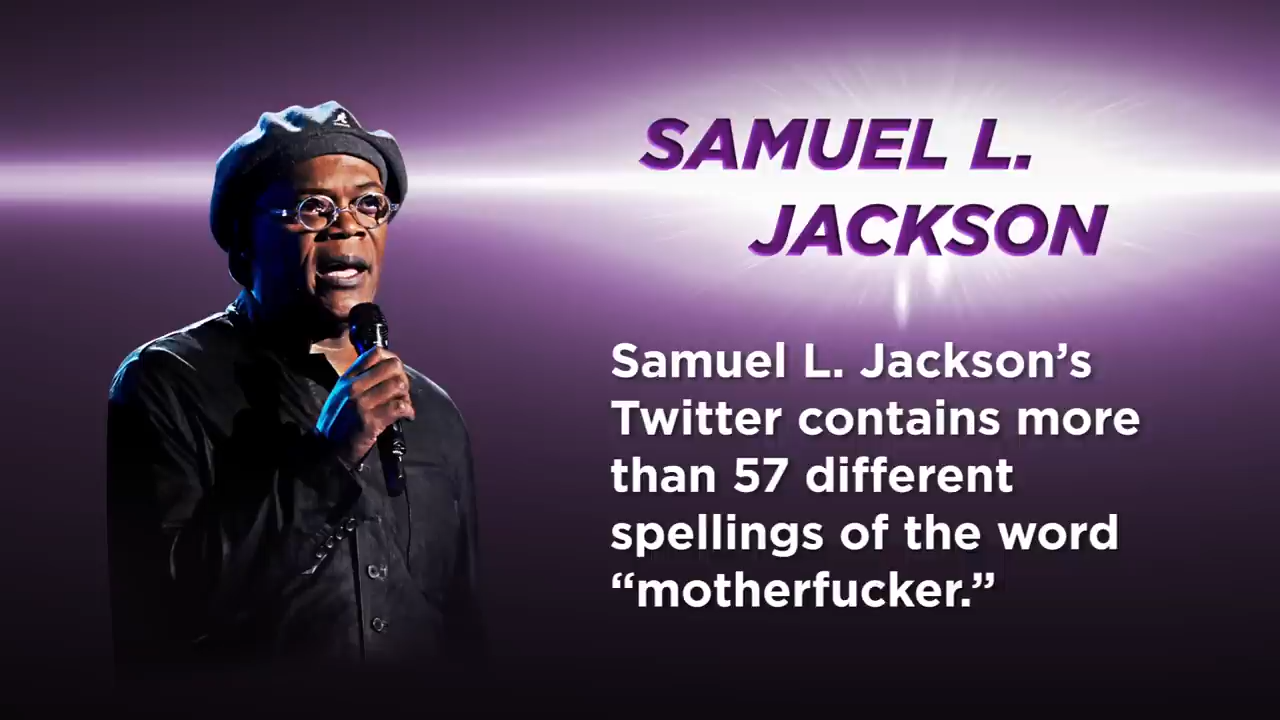 SAMUEL L.
JACKSON
Samuel L. Jackson’s
Twitter contains more
than 57 different
spellings of the word
“motherfucker.”